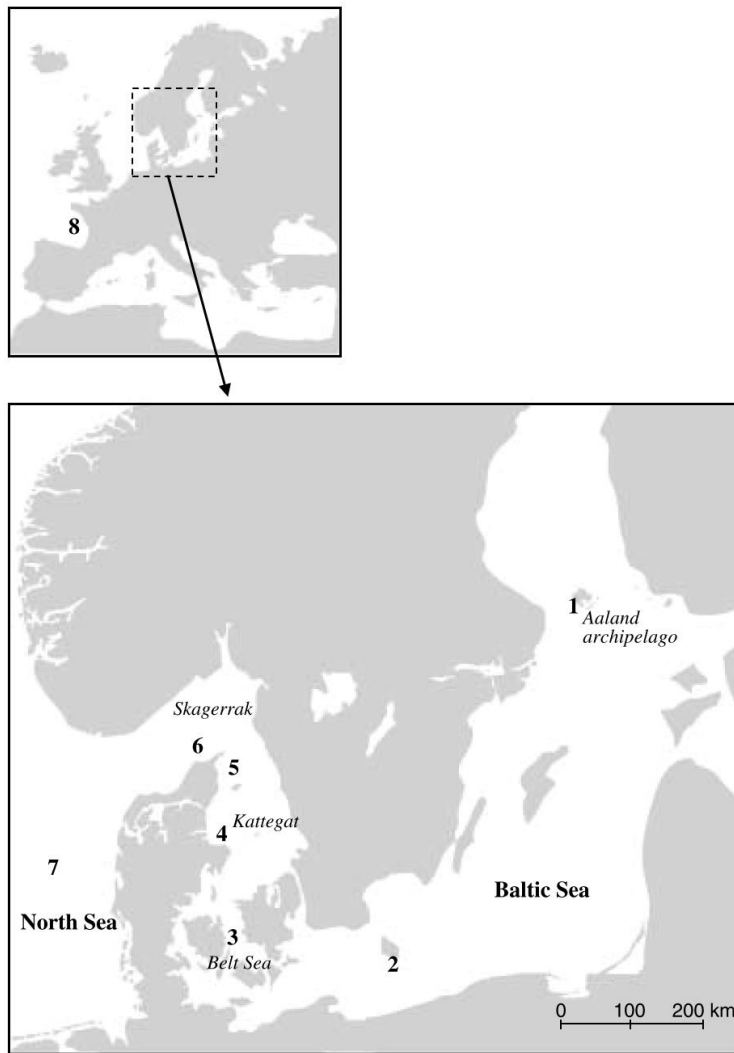 8
1
Aaland
archipelago
Skagerrak
6
5
Kattegat
4
7
Baltic Sea
North Sea
3
Belt Sea
2
0 100 200 km